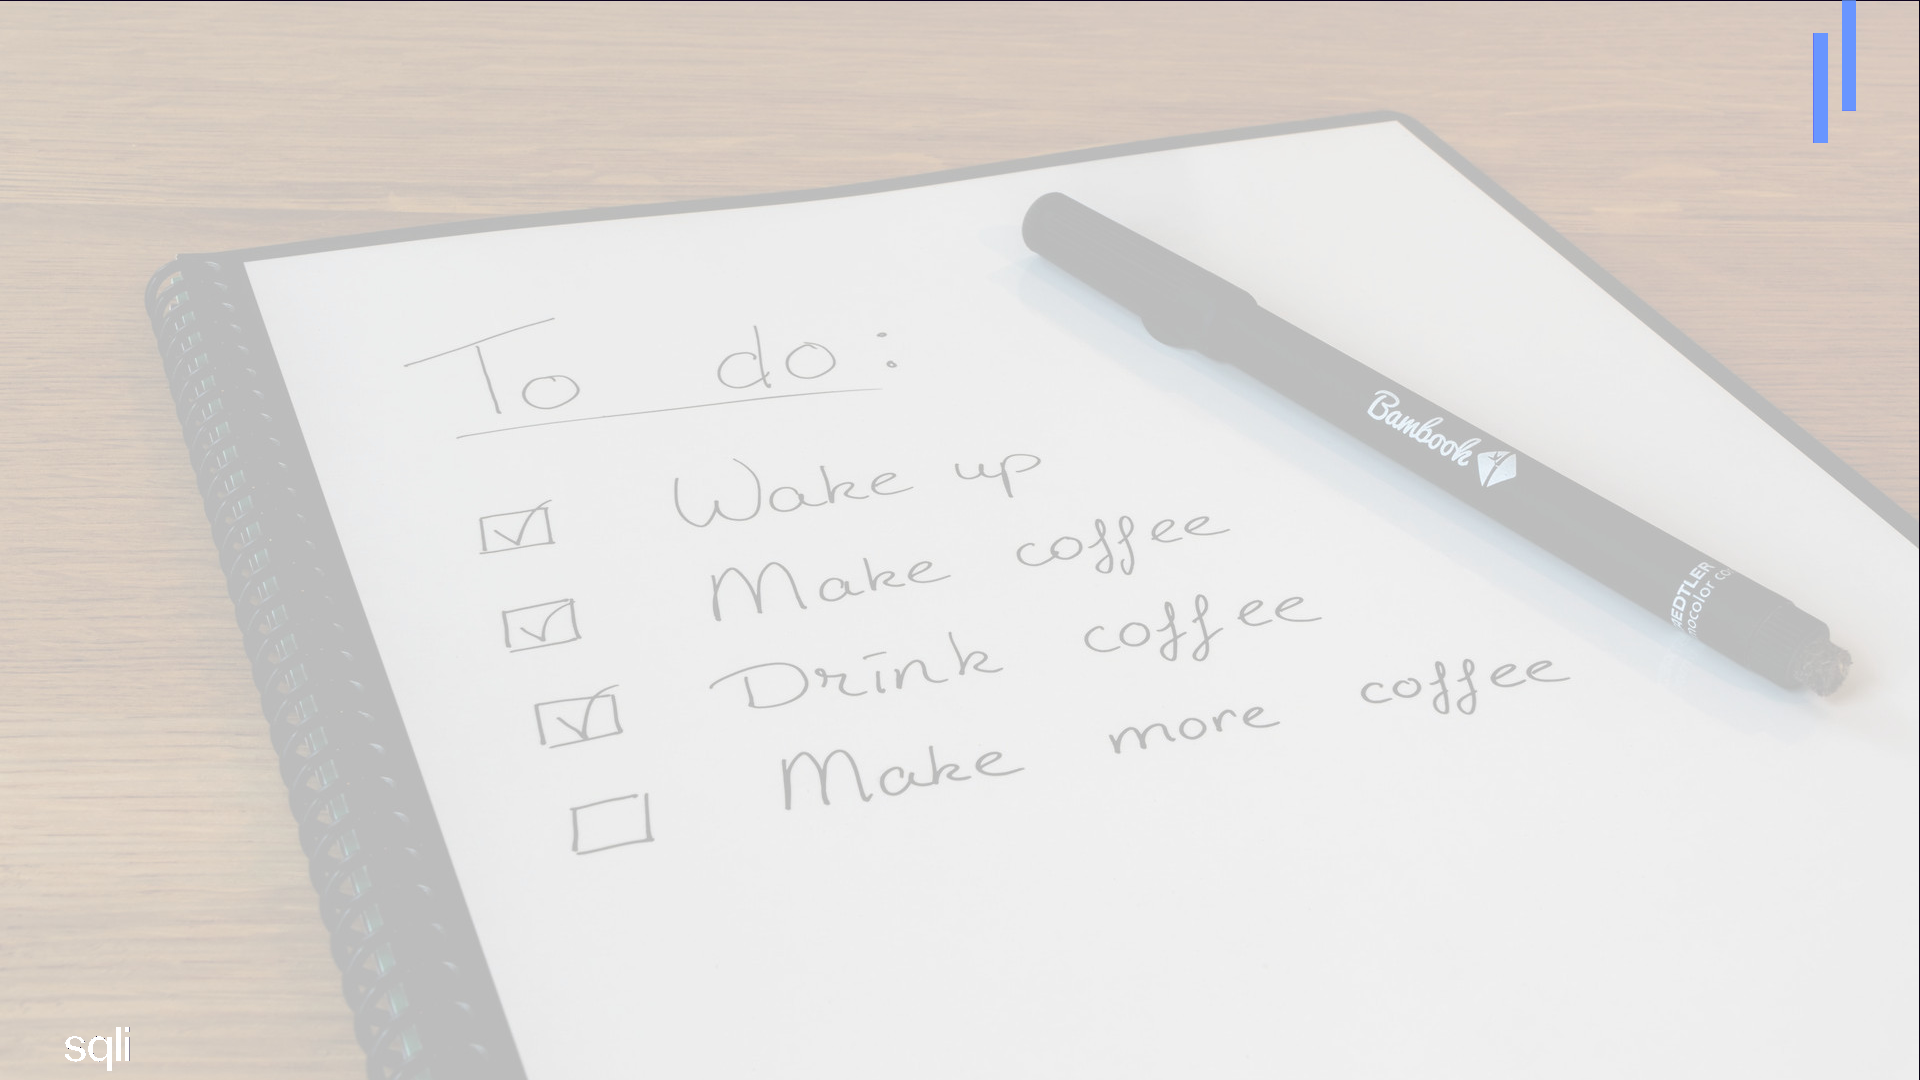 To do:
Wake up
Make coffee
Drink coffee
Make more coffee
Bambook
sqli